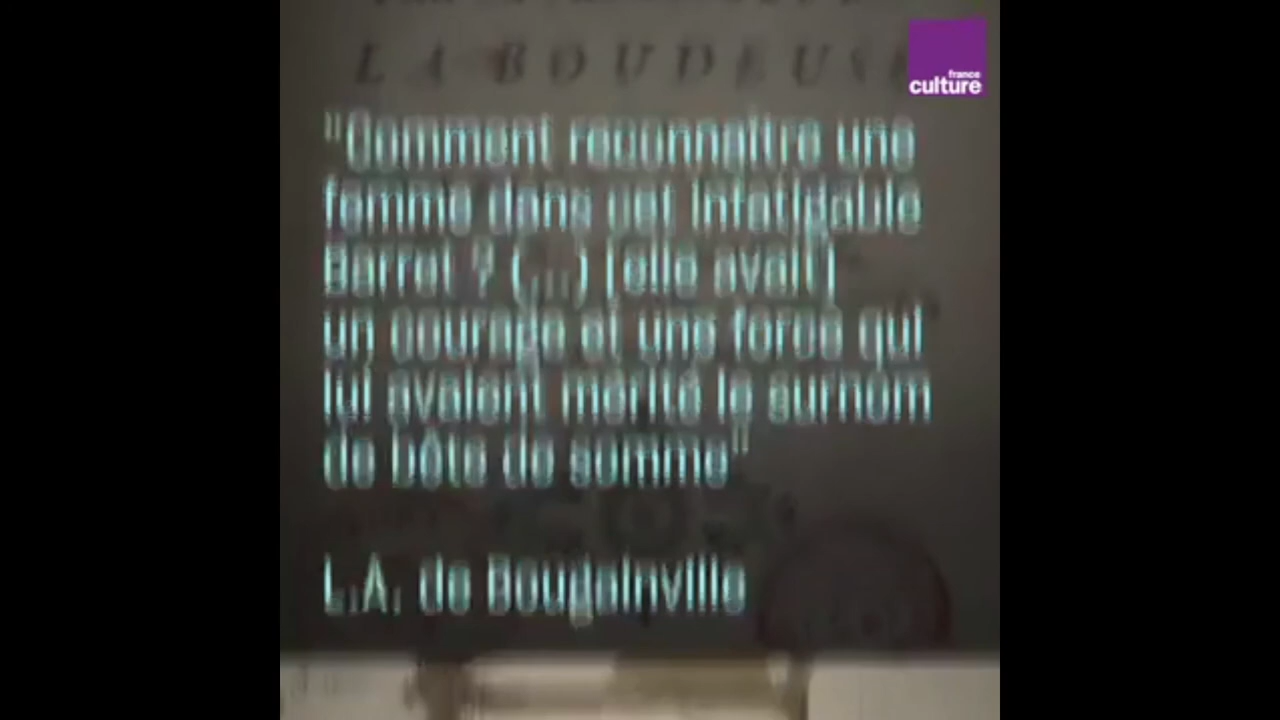 LA BOUDEUSE
france
culture
"Comment reconnaître une
femme dans cet infatigable
Barret ? (...) [elle avait]
un courage et une force qui
lui avaient mérité le surnom
de bête de somme"
L.A. de Bougainville